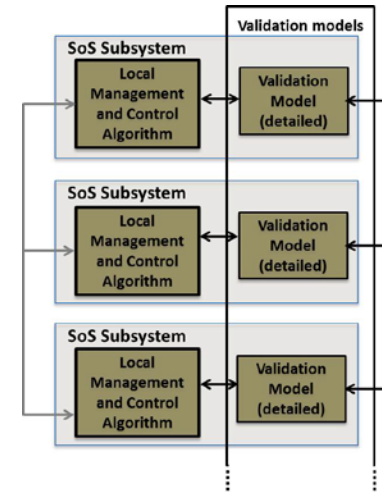 Validation models
SoS Subsystem
Local
Management
and Control
Algorithm
Validation
Model
(detailed)
SoS Subsystem
Local
Management
and Control
Algorithm
Validation
Model
(detailed)
SoS Subsystem
Local
Management
and Control
Algorithm
Validation
Model
(detailed)